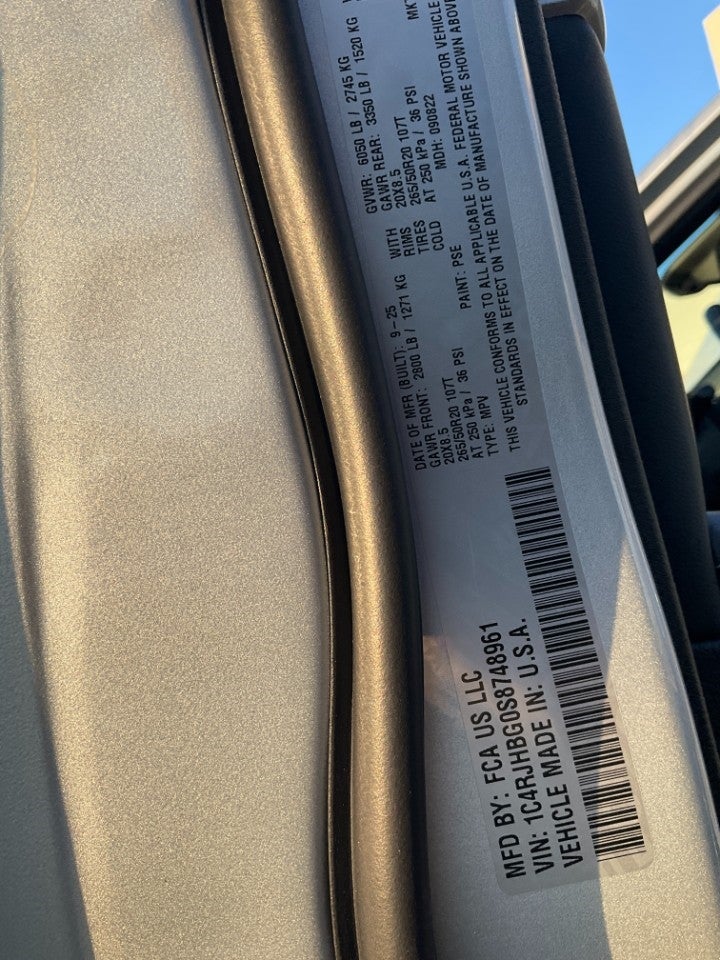 MFD BY: FCA US LLC
VIN: 1C4RJHBG0S8748961
VEHICLE MADE IN: U.S.A.
DATE OF MFR (BUILT): 9-25 GVWR: 6050 LB / 2745 KG
GAWR FRONT: 2800 LB / 1271 KG WITH GAWR REAR: 3350 LB / 1520 KG
20X8.5 RIMS 20X8.5
265/50R20 107T TIRES 265/50R20 107T
AT 250 kPa / 36 PSI COLD AT 250 kPa / 36 PSI
TYPE: MPV PAINT: PSE MDH: 090822
THIS VEHICLE CONFORMS TO ALL APPLICABLE U.S.A. FEDERAL MOTOR VEHICLE
STANDARDS IN EFFECT ON THE DATE OF MANUFACTURE SHOWN ABOVE